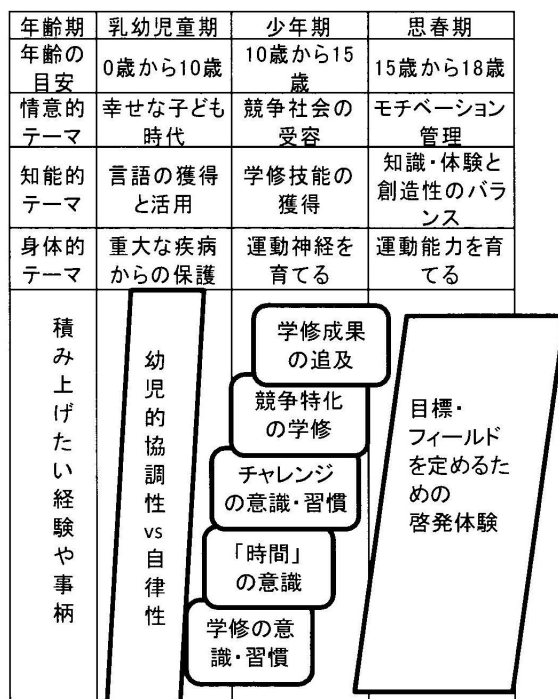 年齢期 乳幼児童期 少年期 思春期
年齢の
目安
0歳から10歳
10歳から15
歳
15歳から18歳
情意的
テーマ
幸せな子ども
時代
競争社会の
受容
モチベーション
管理
知能的
テーマ
言語の獲得
と活用
学修技能の
獲得
知識・体験と
創造性のバラ
ンス
身体的
テーマ
重大な疾病
からの保護
運動神経を
育てる
運動能力を育
てる
積み上げたい経験や事柄
幼児的協調性vs自律性
学修成果
の追及
競争特化
の学修
チャレンジ
の意識・習慣
「時間」
の意識
学修の意
識・習慣
目標・
フィールド
を定めるた
めの
啓発体験